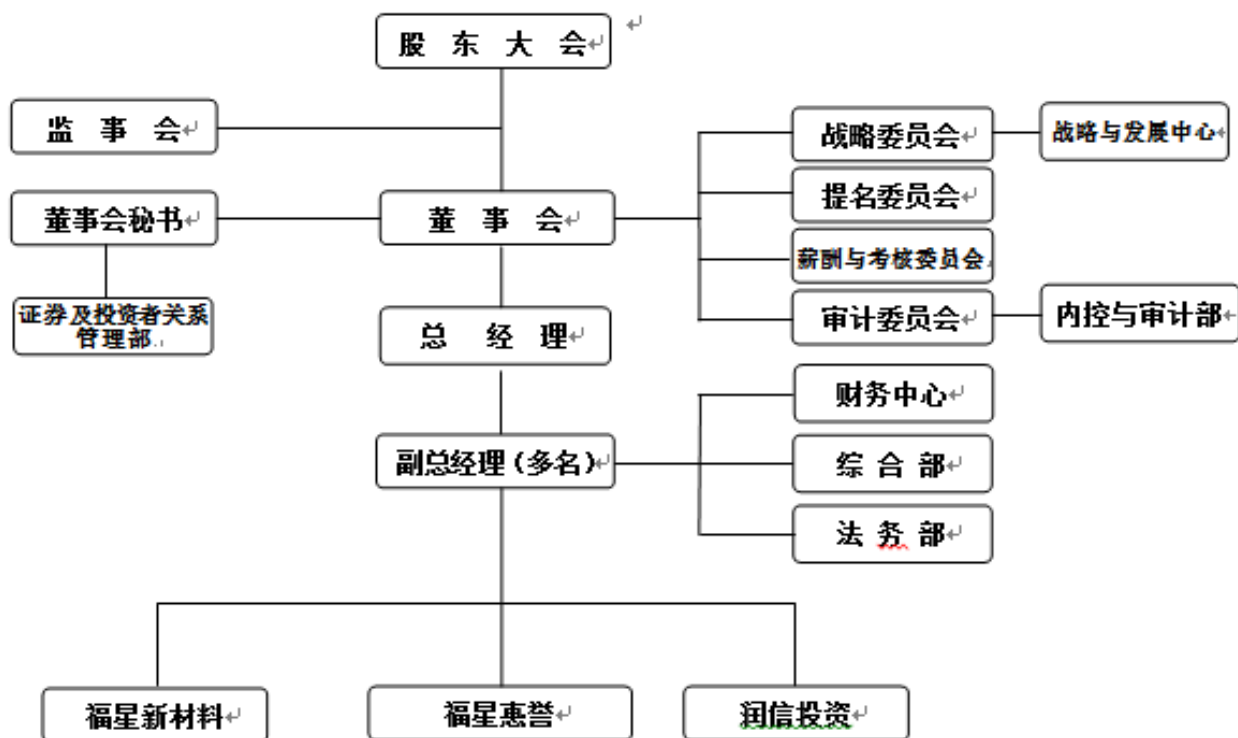 股 东 大 会
监 事 会
战略委员会
战略与发展中心
提名委员会
董事会秘书
董 事 会
薪酬与考核委员会
证券及投资者关系
管理部
总 经 理
审计委员会
内控与审计部
财务中心
副总经理（多名）
综 合 部
法 务 部
福星新材料
福星惠誉
润信投资